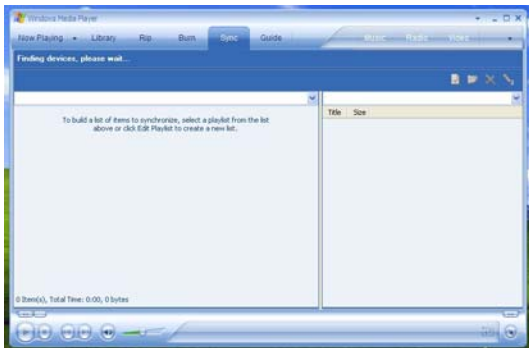 Windows Media Player
Now Playing Library Rip Burn Sync Guide Music Radio Video
Finding devices, please wait...
To build a list of items to synchronize, select a playlist from the list
above or click Edit Playlist to create a new list.
Title Size
0 Item(s), Total Time: 0:00, 0 bytes